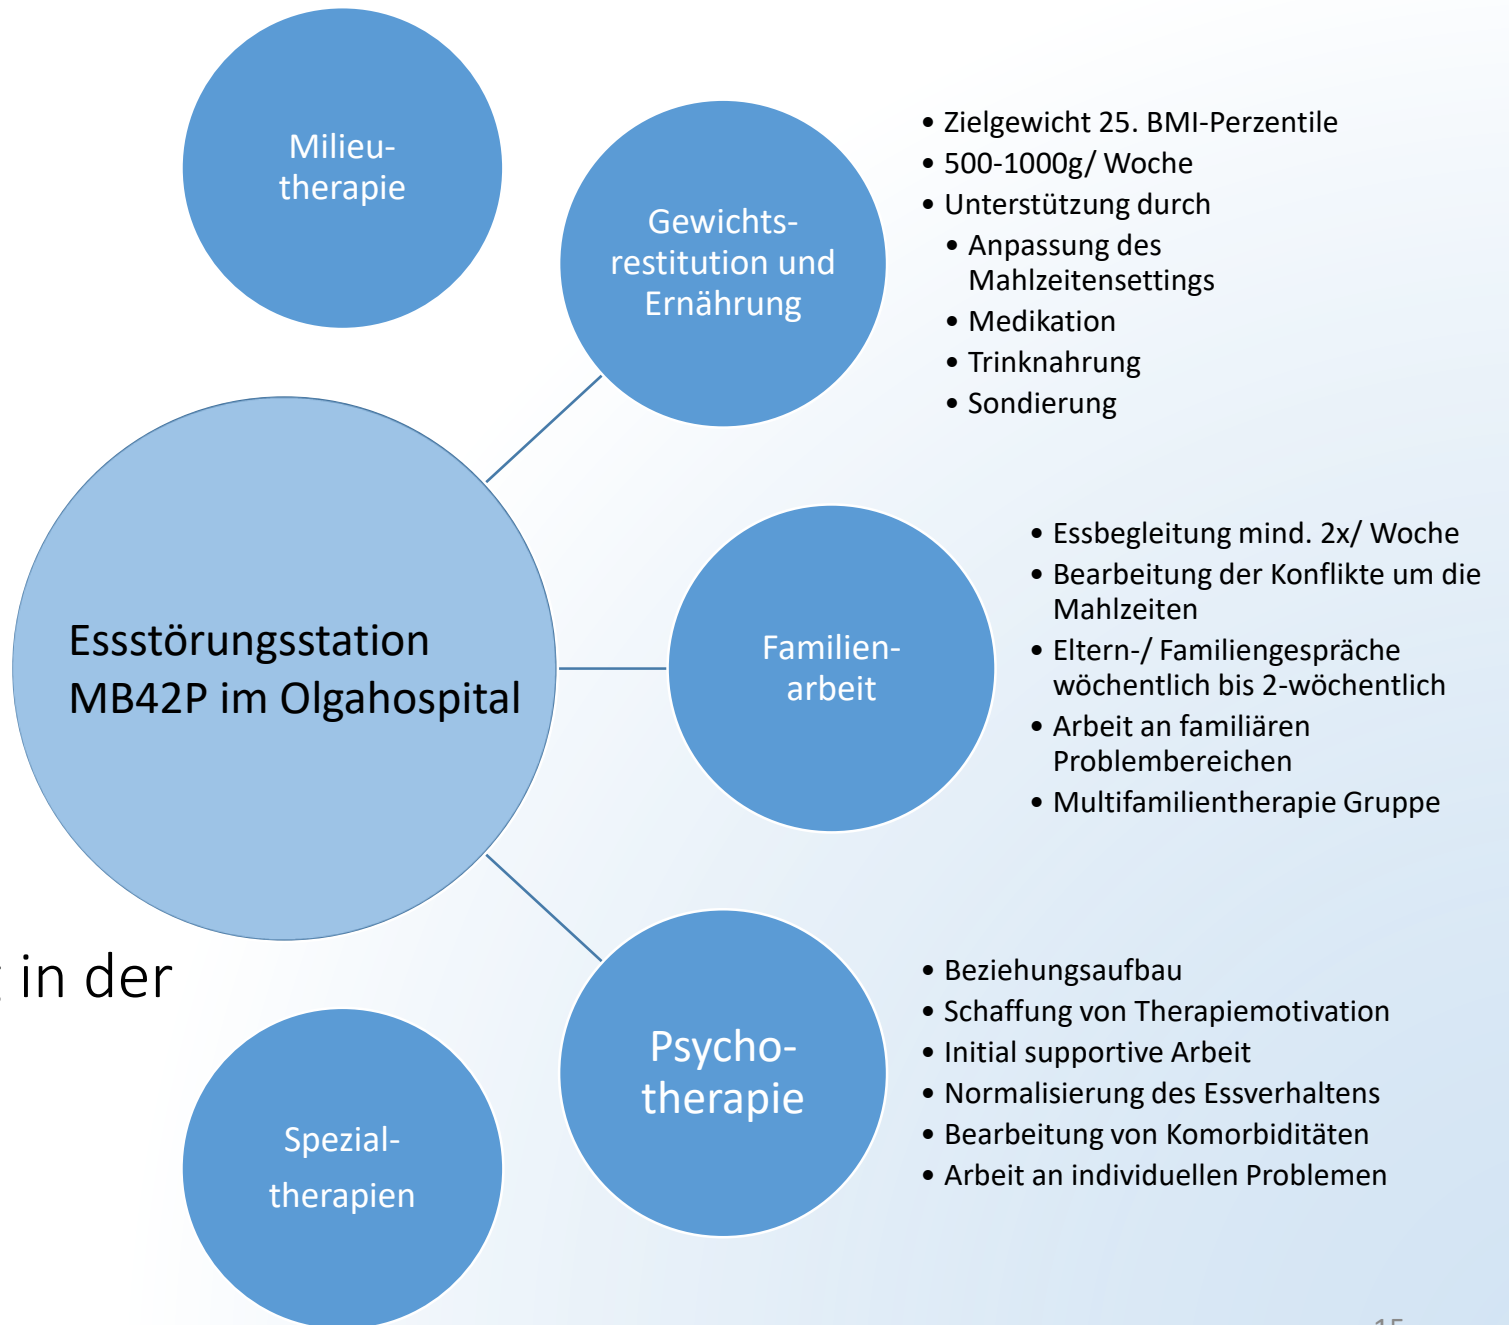 Milieu-
therapie
Gewichts-
restitution und
Ernährung
• Zielgewicht 25. BMI-Perzentile
• 500-1000g/ Woche
• Unterstützung durch
• Anpassung des
Mahlzeitensettings
• Medikation
• Trinknahrung
• Sondierung
Essstörungsstation
MB42P im Olgahospital
Familien-
arbeit
• Essbegleitung mind. 2x/ Woche
• Bearbeitung der Konflikte um die
Mahlzeiten
• Eltern-/ Familiengespräche
wöchentlich bis 2-wöchentlich
• Arbeit an familiären
Problembereichen
• Multifamilientherapie Gruppe
in der
Psycho-
therapie
• Beziehungsaufbau
• Schaffung von Therapiemotivation
• Initial supportive Arbeit
• Normalisierung des Essverhaltens
• Bearbeitung von Komorbiditäten
• Arbeit an individuellen Problemen
Spezial-
therapien